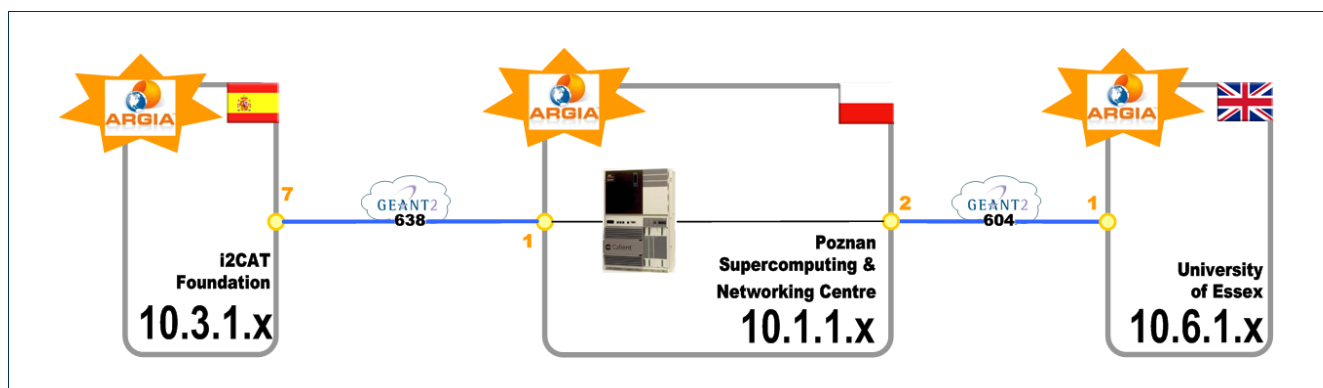 ARGIA
7
GEANT2
638
i2CAT
Foundation
10.3.1.x
ARGIA
1
Calient
2
Poznan
Supercomputing &
Networking Centre
10.1.1.x
GEANT2
604
ARGIA
1
University
of Essex
10.6.1.x